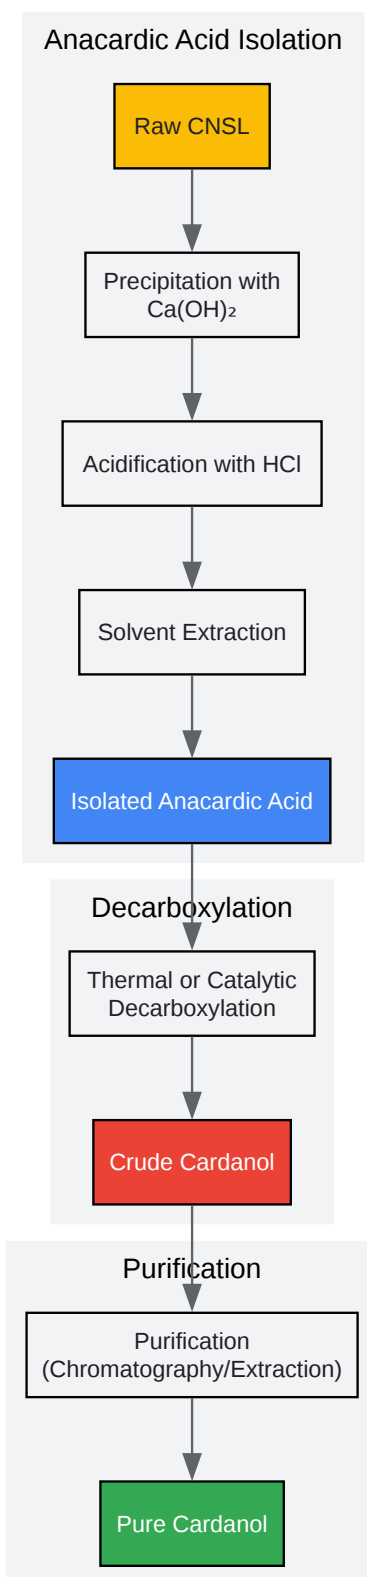 Anacardic Acid Isolation
Raw CNSL
Precipitation with
Ca(OH)₂
Acidification with HCl
Solvent Extraction
Isolated Anacardic Acid
Decarboxylation
Thermal or Catalytic
Decarboxylation
Crude Cardanol
Purification
Purification
(Chromatography/Extraction)
Pure Cardanol